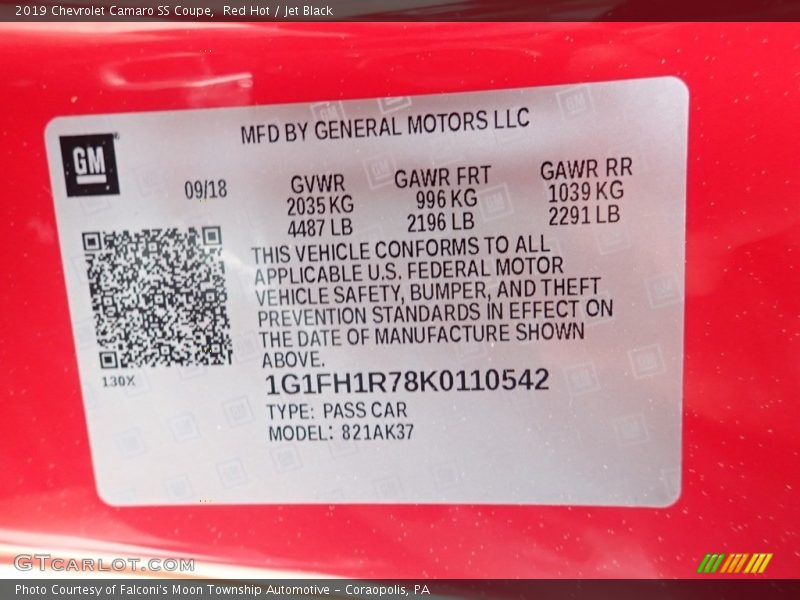 2019 Chevrolet Camaro SS Coupe,  Red Hot / Jet Black
MFD BY GENERAL MOTORS LLC
GM
09/18
GVWR GAWR FRT GAWR RR
2035 KG 996 KG 1039 KG
4487 LB 2196 LB 2291 LB
THIS VEHICLE CONFORMS TO ALL
APPLICABLE U.S. FEDERAL MOTOR
VEHICLE SAFETY, BUMPER, AND THEFT
PREVENTION STANDARDS IN EFFECT ON
THE DATE OF MANUFACTURE SHOWN
ABOVE.
130X
1G1FH1R78K0110542
TYPE: PASS CAR
MODEL: 821AK37
GTcarlot.com
Photo Courtesy of Falconi's Moon Township Automotive - Coraopolis, PA